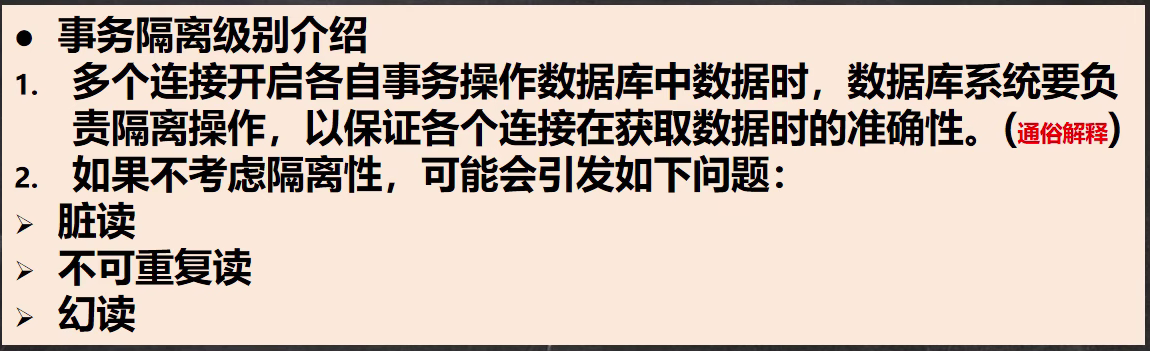 ● 事务隔离级别介绍
1. 多个连接开启各自事务操作数据库中数据时，数据库系统要负
责隔离操作，以保证各个连接在获取数据时的准确性。(通俗解释)
2. 如果不考虑隔离性，可能会引发如下问题：
➢ 脏读
➢ 不可重复读
➢ 幻读